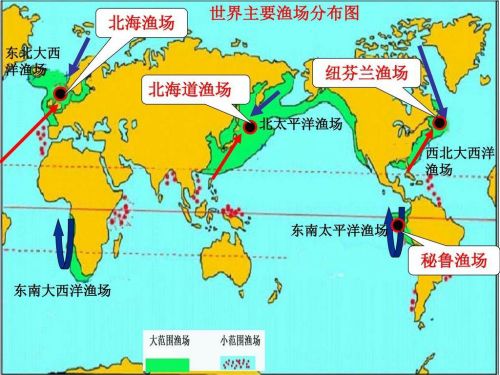 世界主要渔场分布图
北海渔场
东北大西
洋渔场
北海道渔场
纽芬兰渔场
北太平洋渔场
西北大西洋
渔场
东南太平洋渔场
秘鲁渔场
东南大西洋渔场
大范围渔场
小范围渔场